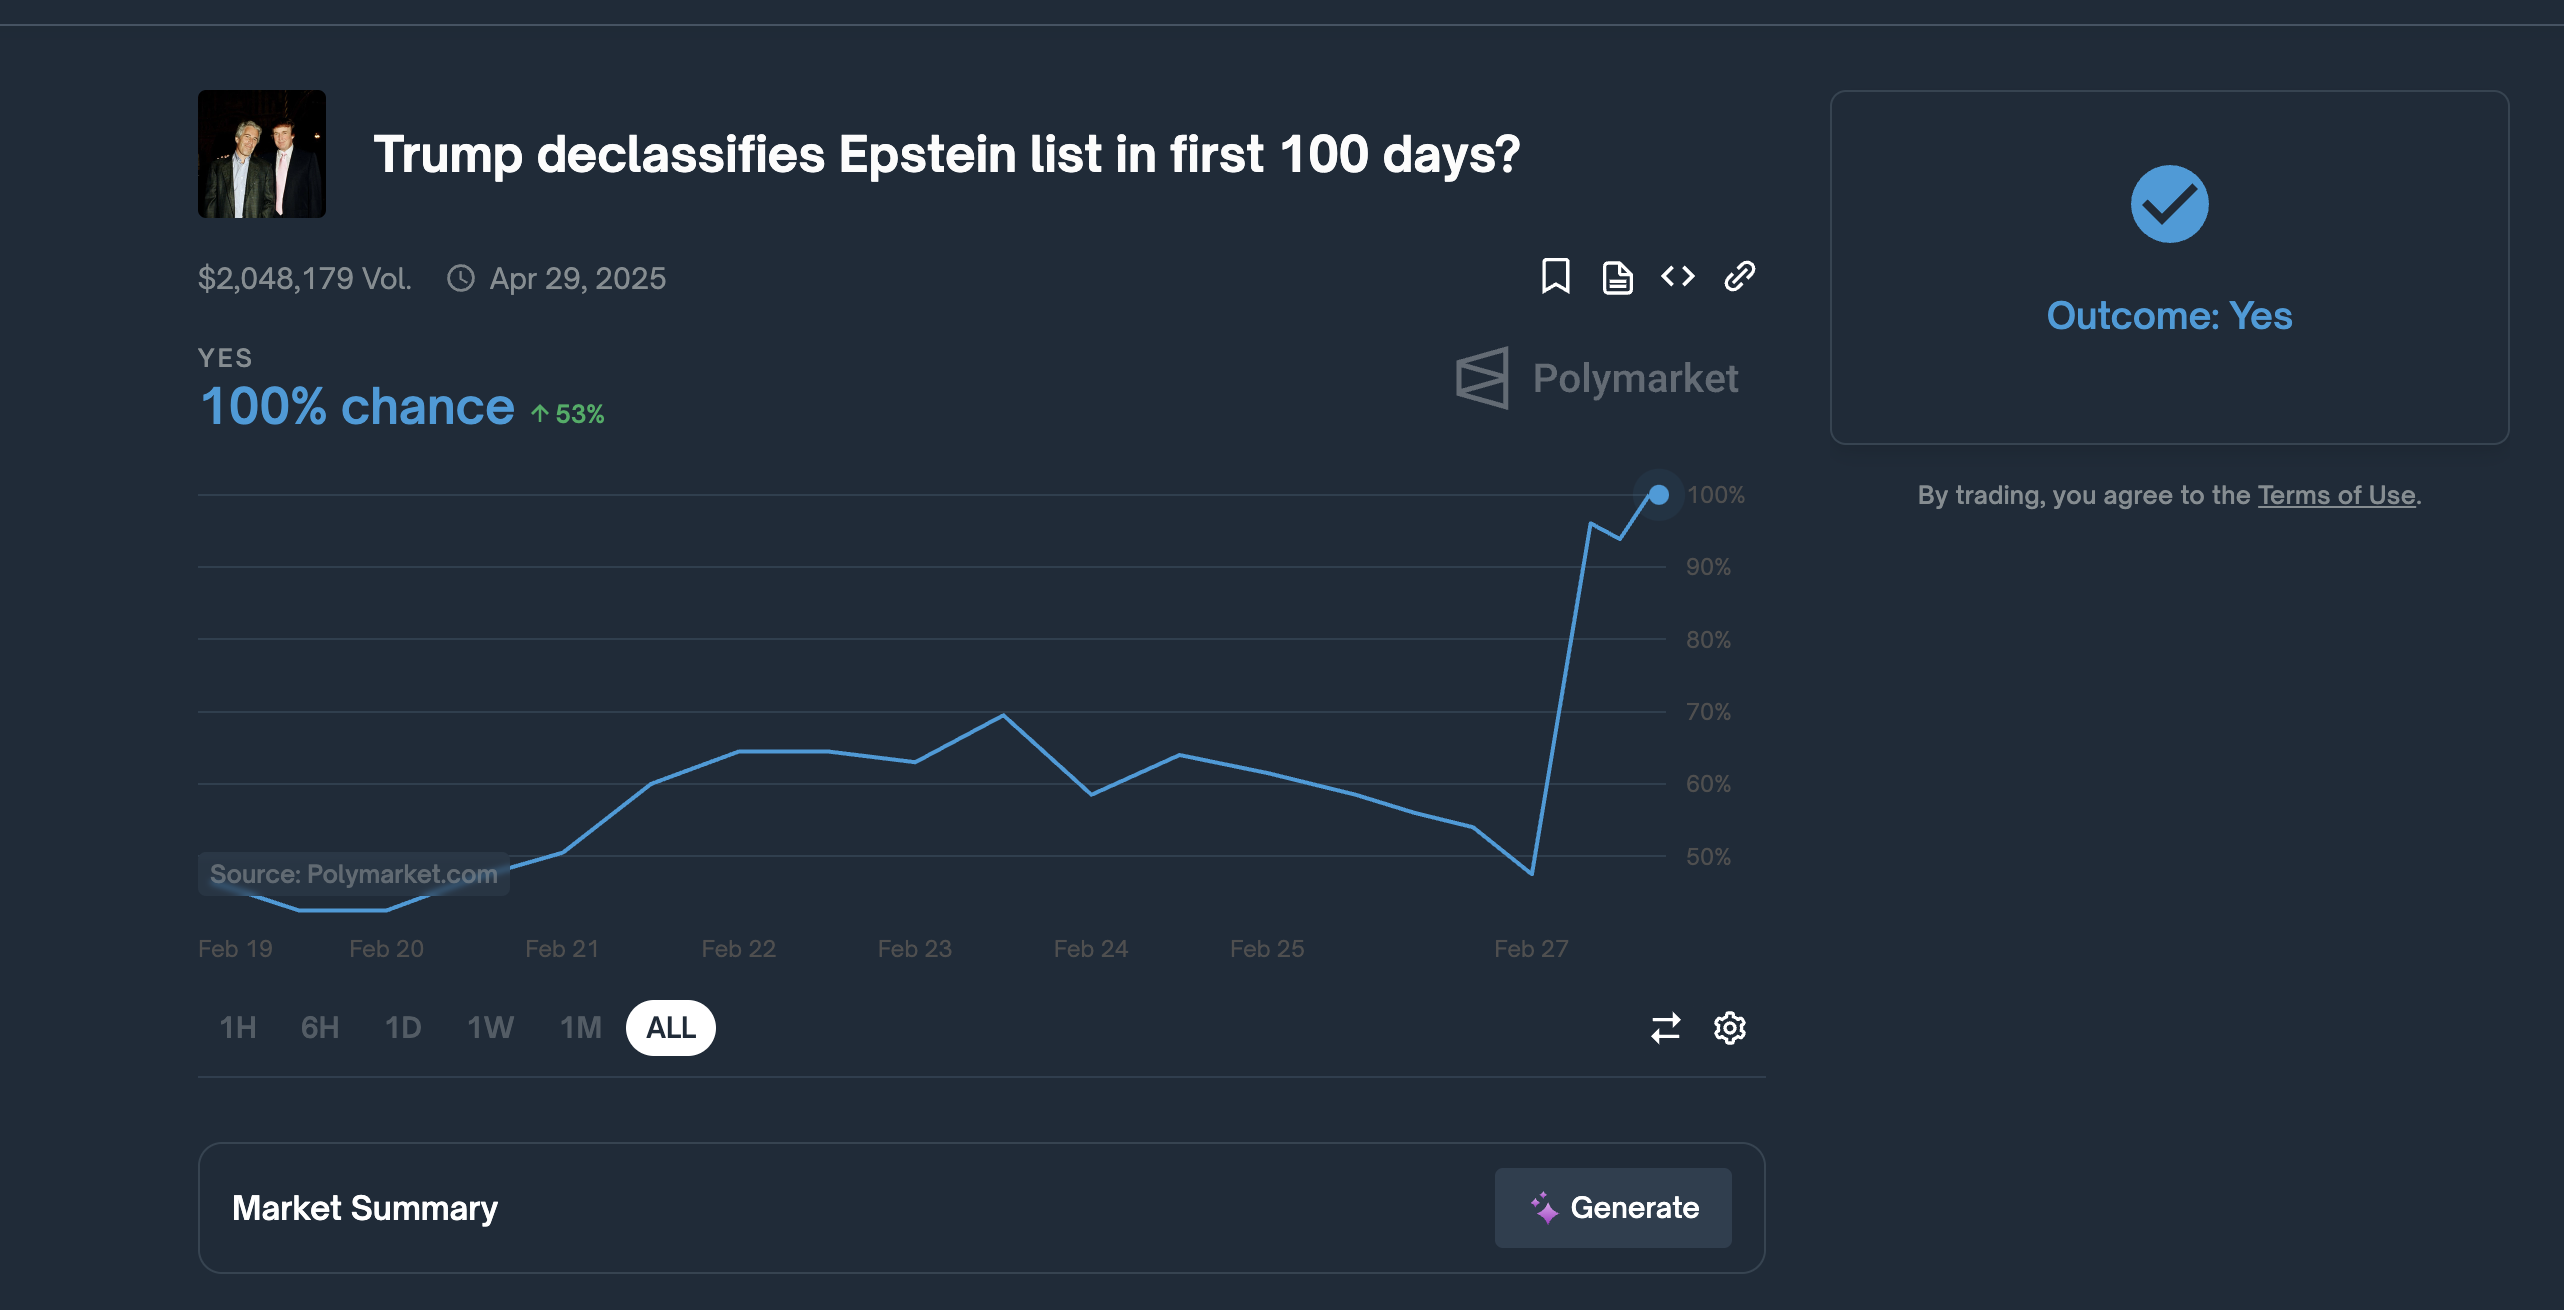 Trump declassifies Epstein list in first 100 days?
$2,048,179 Vol.
Apr 29, 2025
YES
100% chance
53%
Polymarket
100%
90%
80%
70%
60%
50%
Source: Polymarket.com
Feb 19
Feb 20
Feb 21
Feb 22
Feb 23
Feb 24
Feb 25
Feb 27
1H
6H
1D
1W
1M
ALL
Market Summary
Generate
Outcome: Yes
By trading, you agree to the Terms of Use.